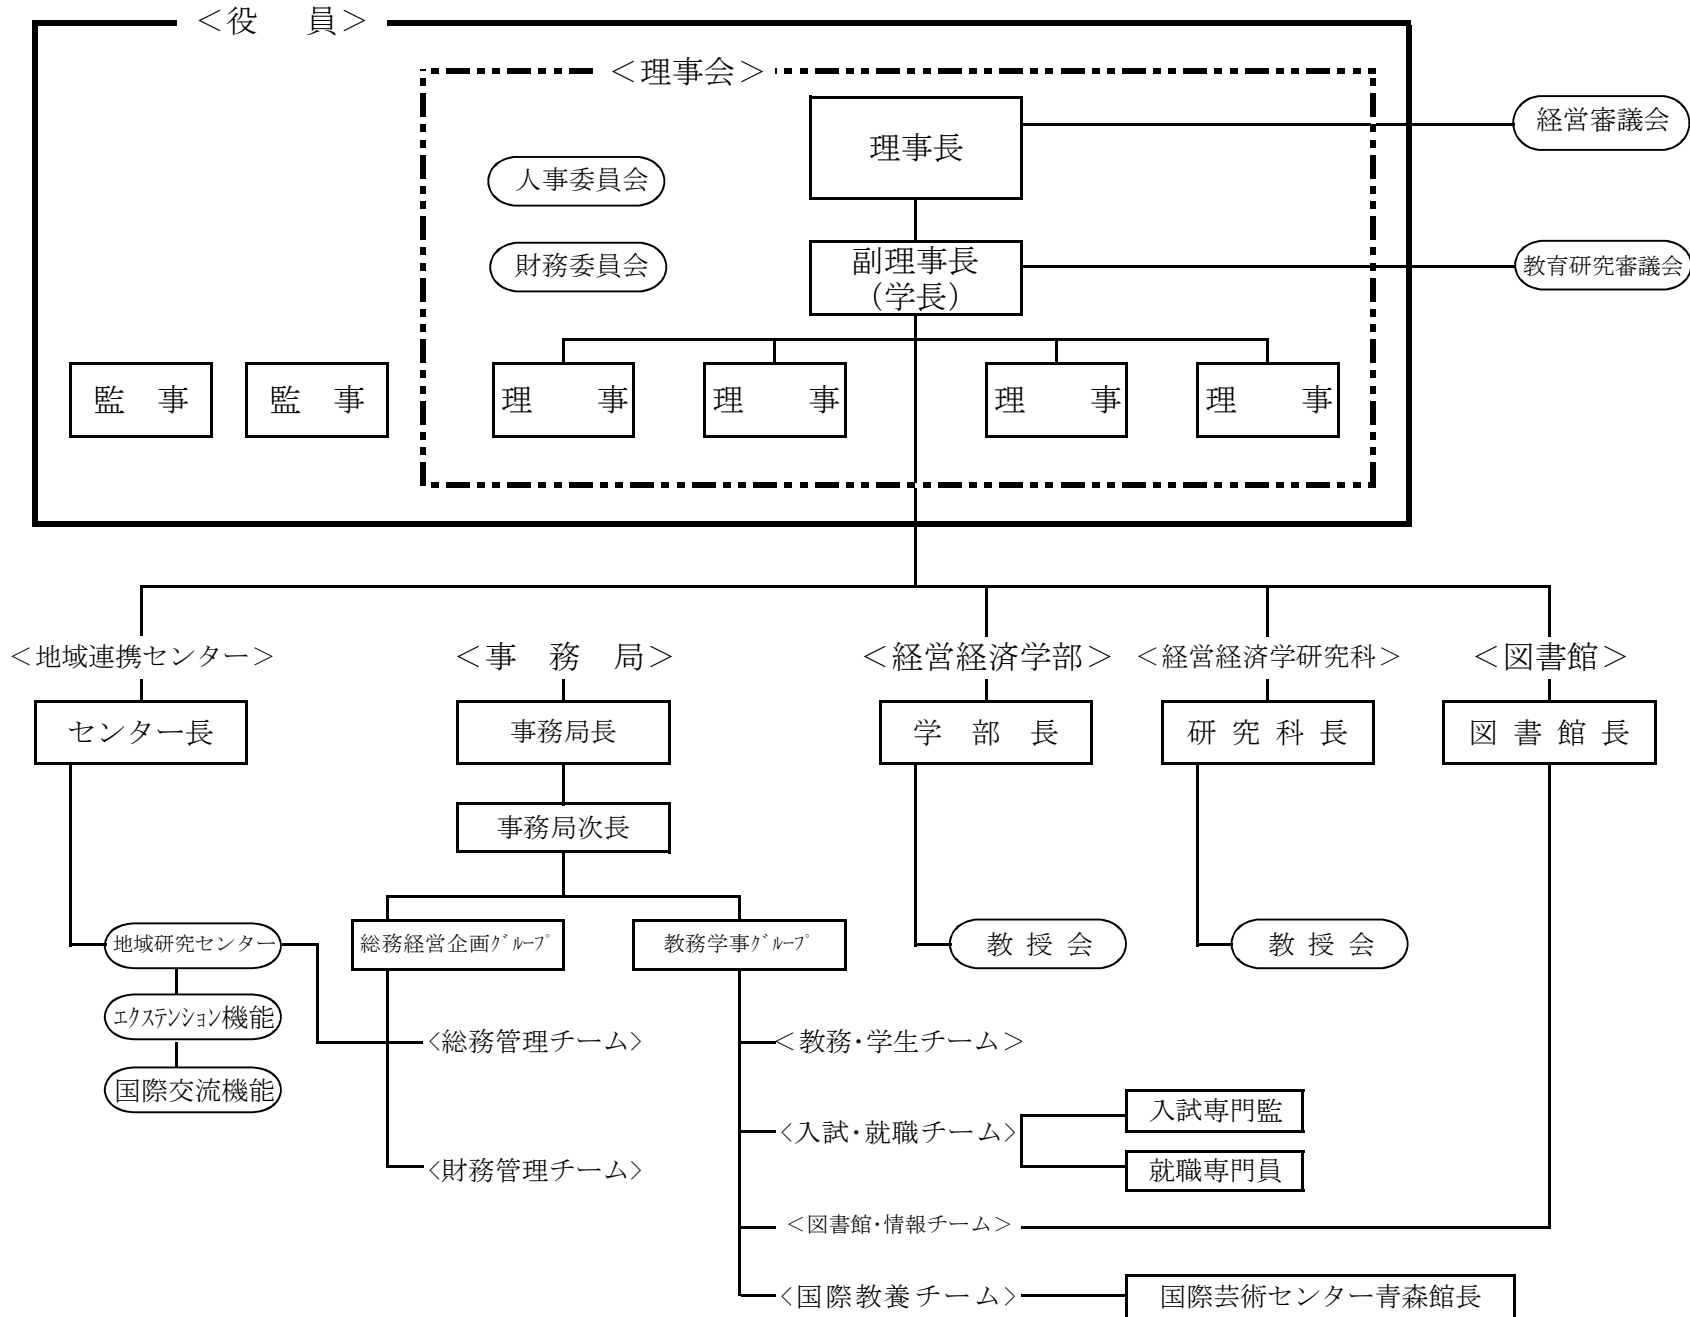 ＜役　員＞
＜理事会＞
理事長
経営審議会
人事委員会
副理事長
（学長）
財務委員会
教育研究審議会
監　事
監　事
理　事
理　事
理　事
理　事
＜地域連携センター＞
＜事　務　局＞
＜経営経済学部＞
＜経営経済学研究科＞
＜図書館＞
センター長
事務局長
学　部　長
研 究 科 長
図 書 館 長
事務局次長
地域研究センター
総務経営企画ｸﾞﾙｰﾌﾟ
教務学事ｸﾞﾙｰﾌﾟ
教 授 会
教 授 会
ｴｸｽﾃﾝｼｮﾝ機能
〈総務管理チーム〉
＜教務・学生チーム＞
国際交流機能
入試専門監
〈入試・就職チーム〉
〈財務管理チーム〉
就職専門員
＜図書館・情報チーム＞
〈国際教養チーム〉
国際芸術センター青森館長